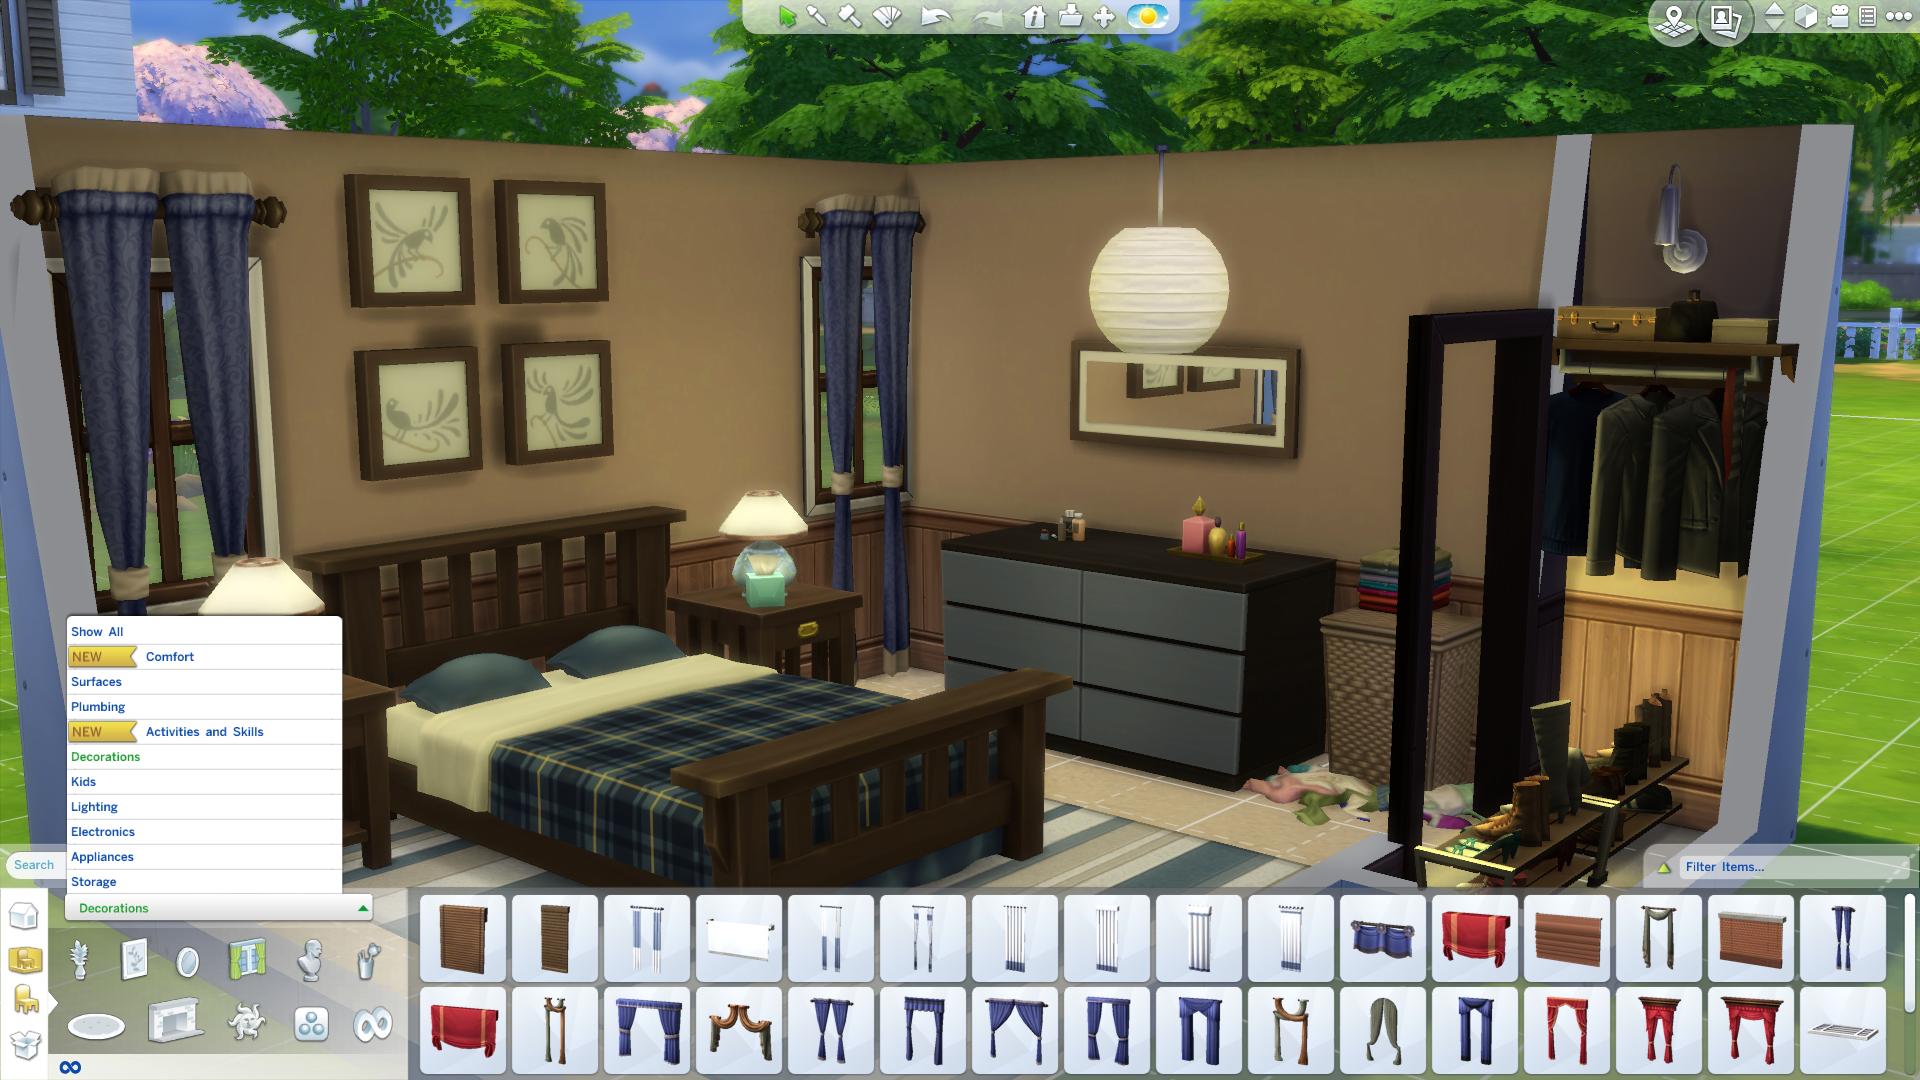 Show All
NEW Comfort
Surfaces
Plumbing
NEW Activities and Skills
Decorations
Kids
Lighting
Electronics
Appliances
Storage
Search
Filter Items...
Decorations